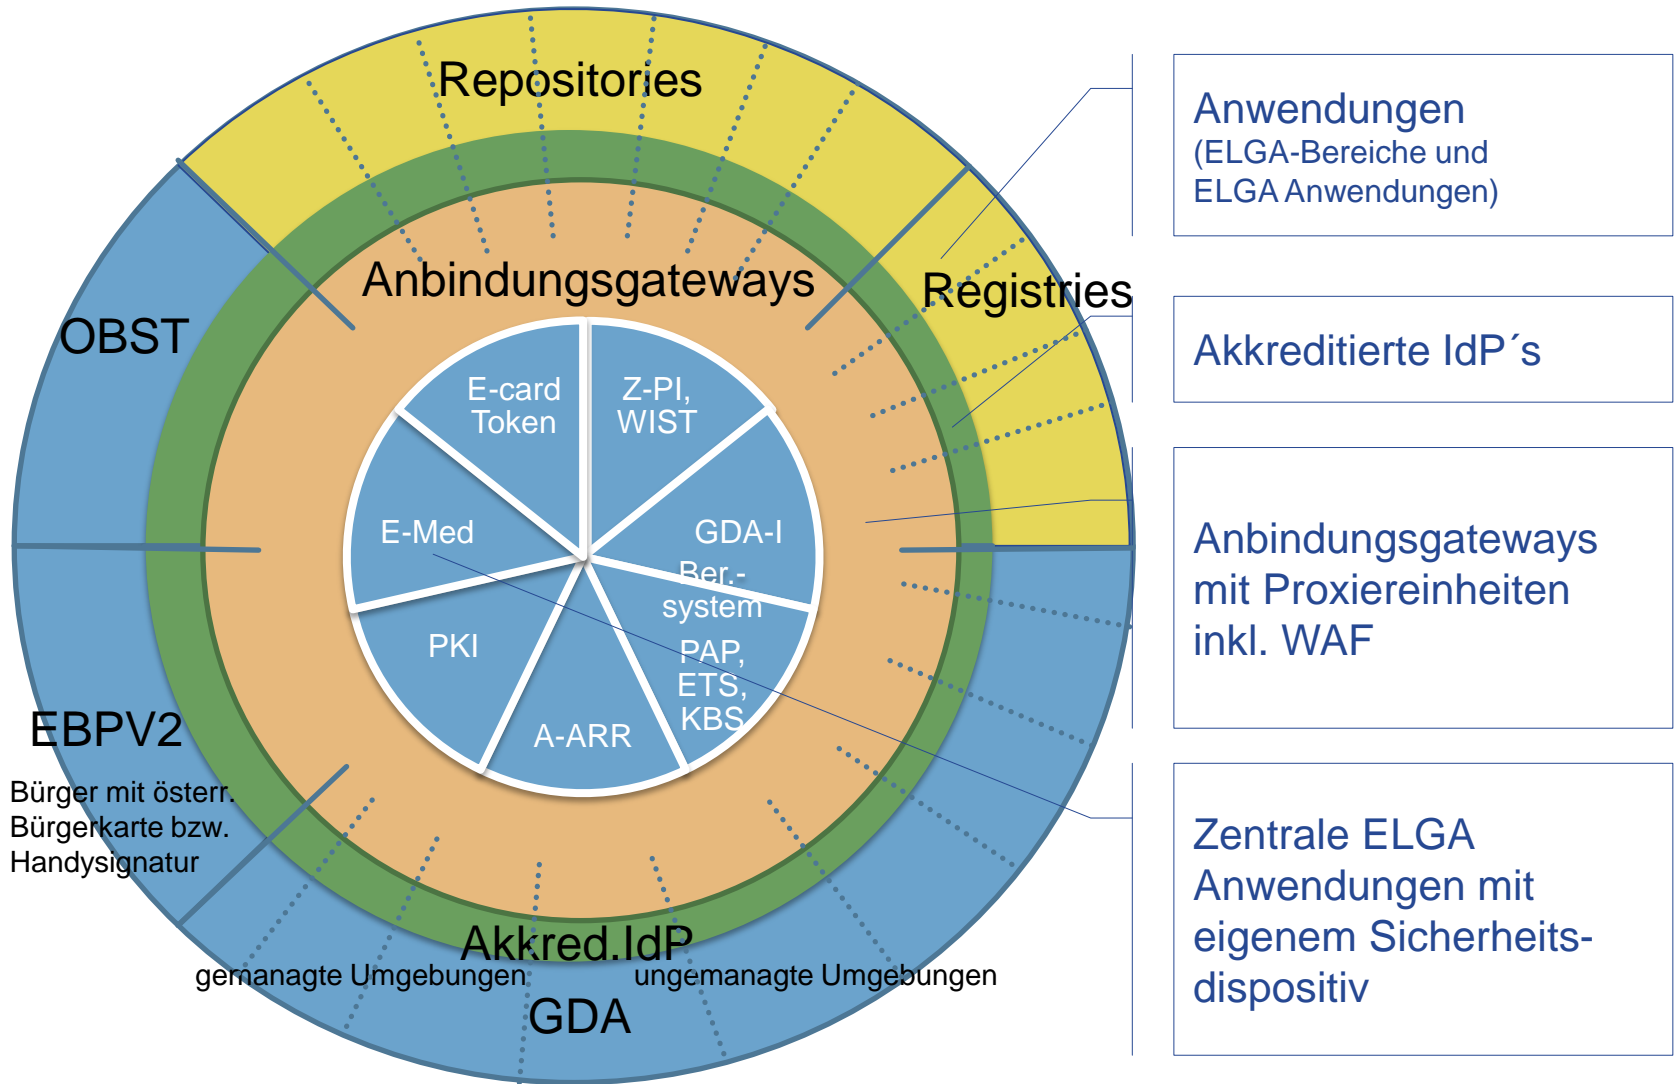 Repositories
Anbindungsgateways
Registries
OBST
E-card
Token
Z-PI,
WIST
E-Med
GDA-I
Ber.-
system
PAP,
ETS,
KBS
PKI
A-ARR
EBPV2
Bürger mit österr.
Bürgerkarte bzw.
Handysignatur
Akkred.IdP
gemanagte Umgebungen
ungemanagte Umgebungen
GDA
Anwendungen
(ELGA-Bereiche und
ELGA Anwendungen)
Akkreditierte IdP´s
Anbindungsgateways
mit Proxiereinheiten
inkl. WAF
Zentrale ELGA
Anwendungen mit
eigenem Sicherheits-
dispositiv